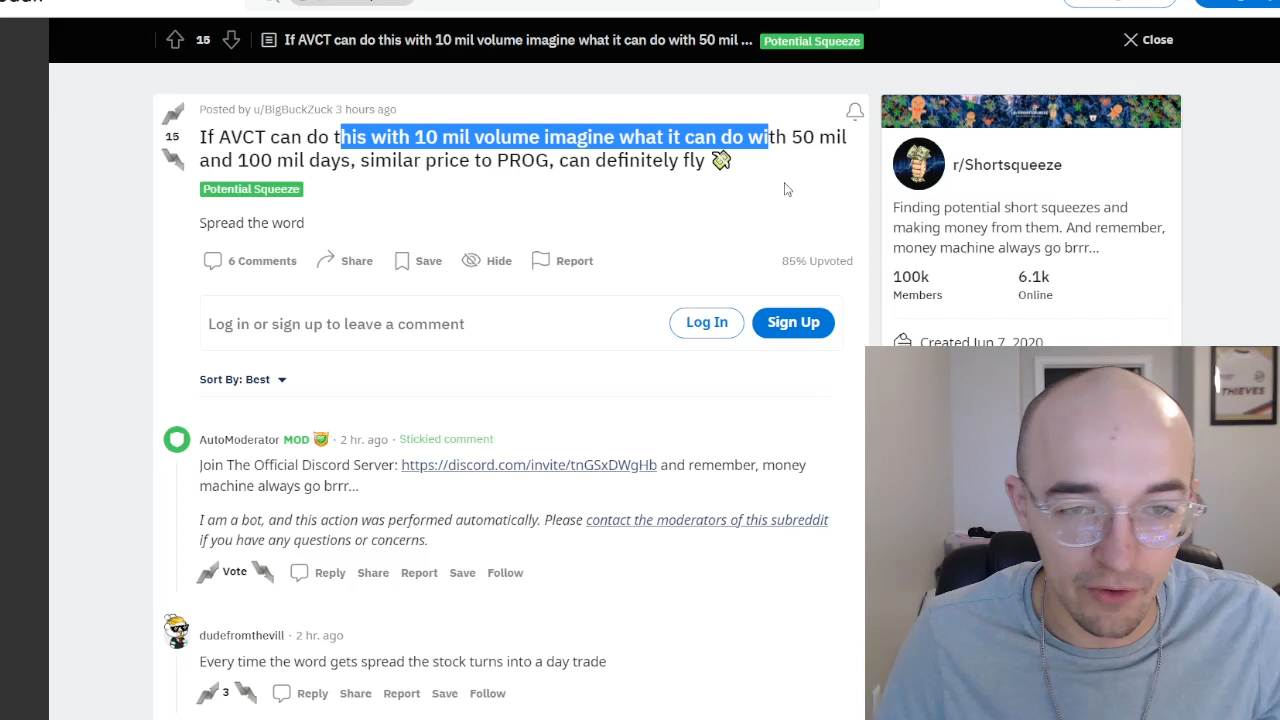 15
If AVCT can do this with 10 mil volume imagine what it can do with 50 mil ...
Potential Squeeze
Close
Posted by u/BigBuckZuck 3 hours ago
15
If AVCT can do this with 10 mil volume imagine what it can do with 50 mil
and 100 mil days, similar price to PROG, can definitely fly
Potential Squeeze
Spread the word
6 Comments
Share
Save
Hide
Report
85% Upvoted
Log in or sign up to leave a comment
Log In
Sign Up
Sort By: Best
AutoModerator MOD · 2 hr. ago · Stickied comment
Join The Official Discord Server: https://discord.com/invite/tnGSxDWgHb and remember, money
machine always go brrr...
I am a bot, and this action was performed automatically. Please contact the moderators of this subreddit
if you have any questions or concerns.
Vote
Reply
Share
Report
Save
Follow
dudefromthevill · 2 hr. ago
Every time the word gets spread the stock turns into a day trade
3
Reply
Share
Report
Save
Follow
r/Shortsqueeze
Finding potential short squeezes and
making money from them. And remember,
money machine always go brrr...
100k
6.1k
Members
Online
Created Jun 7, 2020
THIEVES